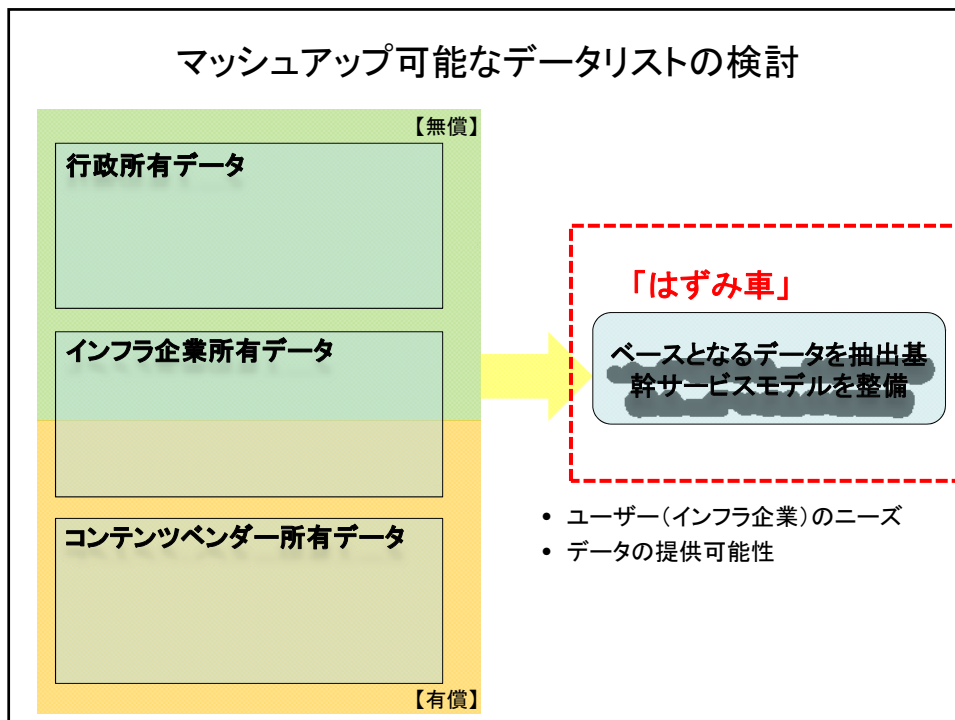 マッシュアップ可能なデータリストの検討
【無償】
行政所有データ
インフラ企業所有データ
コンテンツベンダー所有データ
【有償】
「はずみ車」
ベースとなるデータを抽出基
幹サービスモデルを整備
• ユーザー(インフラ企業)のニーズ
• データの提供可能性